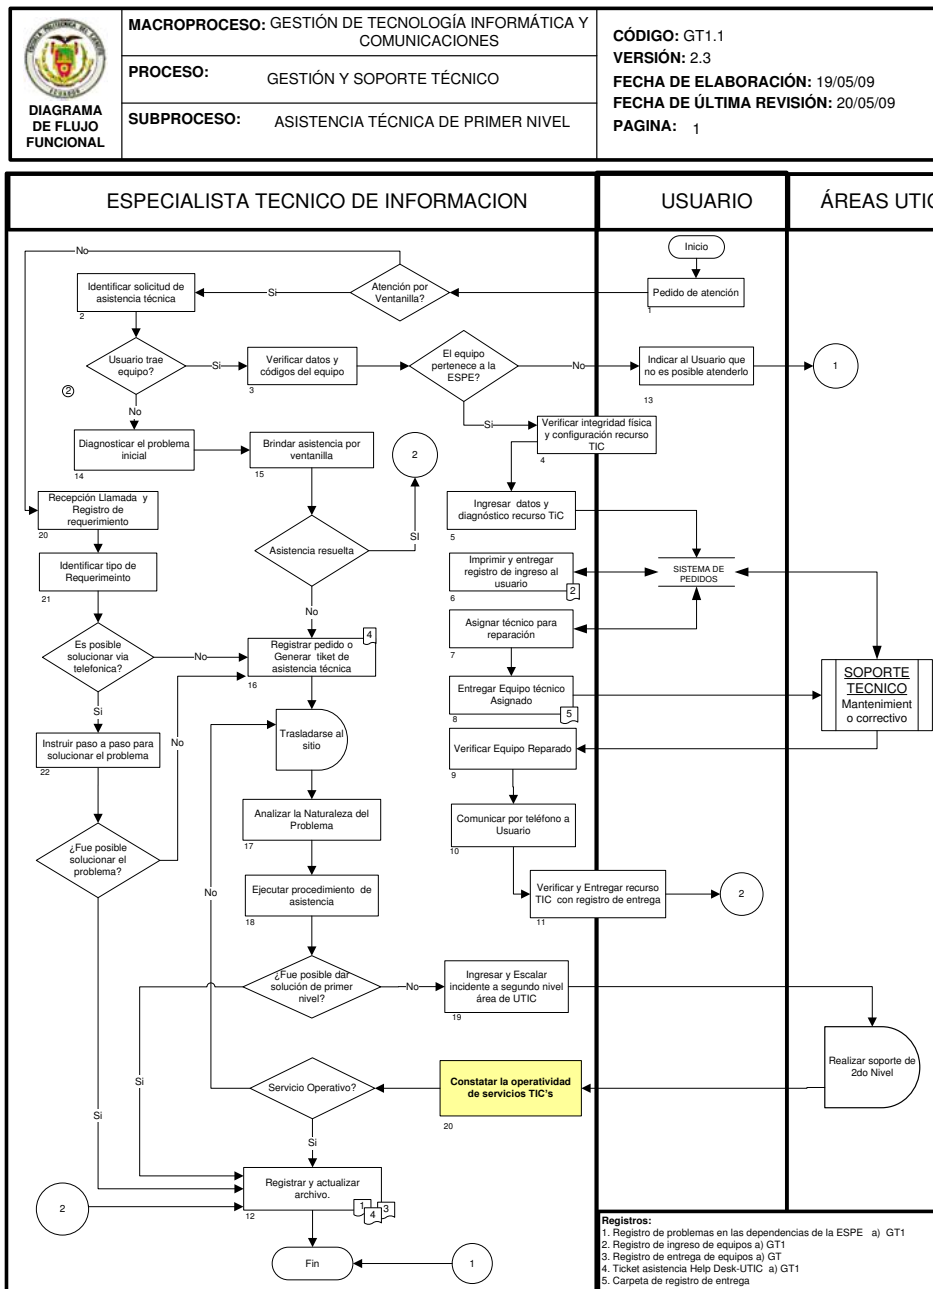 ESCUELA POLITECNICA DEL EJERCITO
ECUADOR
DIAGRAMA
DE FLUJO
FUNCIONAL
MACROPROCESO: GESTIÓN DE TECNOLOGÍA INFORMÁTICA Y
COMUNICACIONES
PROCESO: GESTIÓN Y SOPORTE TÉCNICO
SUBPROCESO: ASISTENCIA TÉCNICA DE PRIMER NIVEL
CÓDIGO: GT1.1
VERSIÓN: 2.3
FECHA DE ELABORACIÓN: 19/05/09
FECHA DE ÚLTIMA REVISIÓN: 20/05/09
PAGINA: 1
ESPECIALISTA TECNICO DE INFORMACION
USUARIO
ÁREAS UTIC
Inicio
No
Pedido de atención
1
Atención por
Ventanilla?
Si
Identificar solicitud de
asistencia técnica
2
Usuario trae
equipo?
Si
Verificar datos y
códigos del equipo
3
El equipo
pertenece a la
ESPE?
No
Indicar al Usuario que
no es posible atenderlo
13
1
2
No
Si
Verificar integridad física
y configuración recurso
TIC
4
Diagnosticar el problema
inicial
14
Brindar asistencia por
ventanilla
15
2
Recepción Llamada y
Registro de
requerimiento
20
Ingresar datos y
diagnóstico recurso TiC
5
Asistencia resuelta
SI
No
Identificar tipo de
Requerimeinto
21
Imprimir y entregar
registro de ingreso al
usuario
2
6
SISTEMA DE
PEDIDOS
Asignar técnico para
reparación
7
Es posible
solucionar via
telefonica?
No
Si
4
Registrar pedido o
Generar tiket de
asistencia técnica
16
Entregar Equipo técnico
Asignado
5
8
SOPORTE
TECNICO
Mantenimient
o correctivo
Instruir paso a paso para
solucionar el problema
22
No
Trasladarse al
sitio
Verificar Equipo Reparado
9
Analizar la Naturaleza del
Problema
17
Comunicar por teléfono a
Usuario
10
¿Fue posible
solucionar el
problema?
No
Ejecutar procedimiento de
asistencia
18
Verificar y Entregar recurso
TIC con registro de entrega
11
2
¿Fue posible dar
solución de primer
nivel?
No
Ingresar y Escalar
incidente a segundo nivel
área de UTIC
19
Realizar soporte de
2do Nivel
Si
Servicio Operativo?
Constatar la operatividad
de servicios TIC's
20
Si
Si
Registrar y actualizar
archivo.
1
4
3
12
2
Fin
1
Registros:
1. Registro de problemas en las dependencias de la ESPE a) GT1
2. Registro de ingreso de equipos a) GT1
3. Registro de entrega de equipos a) GT
4. Ticket asistencia Help Desk-UTIC a) GT1
5. Carpeta de registro de entrega